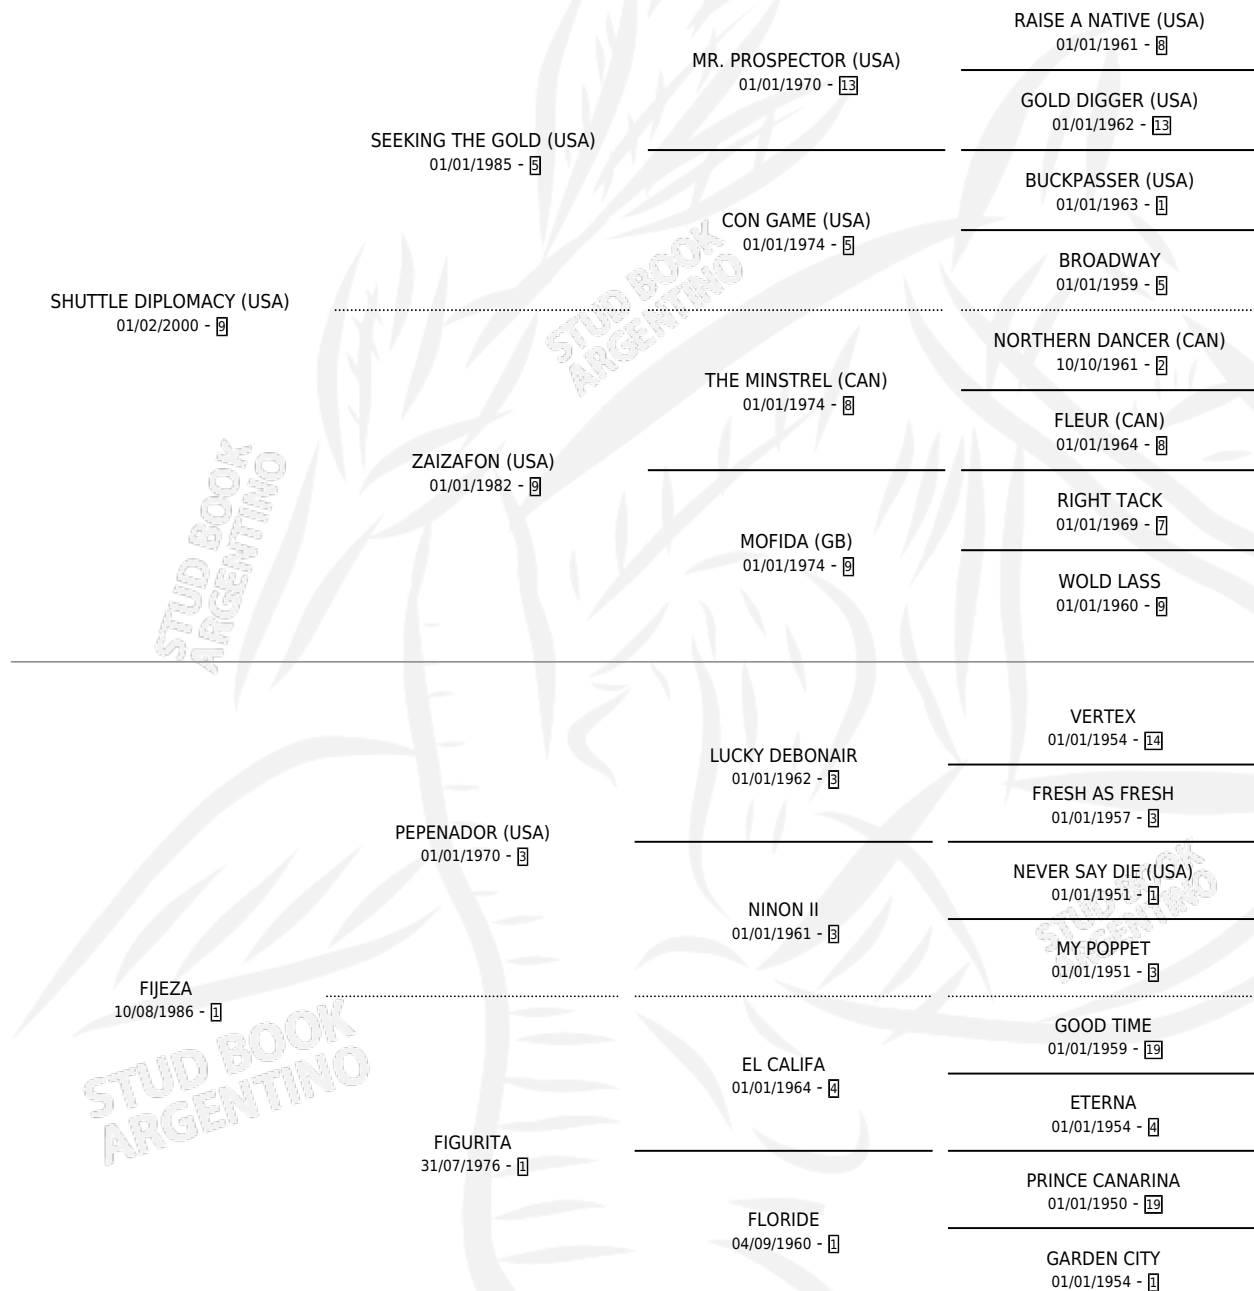 RAISE A NATIVE (USA)
01/01/1961 - 8
MR. PROSPECTOR (USA)
01/01/1970 - 13
GOLD DIGGER (USA)
01/01/1962 - 13
SEEKING THE GOLD (USA)
01/01/1985 - 5
BUCKPASSER (USA)
01/01/1963 - 1
CON GAME (USA)
01/01/1974 - 5
BROADWAY
01/01/1959 - 5
SHUTTLE DIPLOMACY (USA)
01/02/2000 - 9
NORTHERN DANCER (CAN)
10/10/1961 - 2
THE MINSTREL (CAN)
01/01/1974 - 8
FLEUR (CAN)
01/01/1964 - 8
ZAIZAFON (USA)
01/01/1982 - 9
RIGHT TACK
01/01/1969 - 7
MOFIDA (GB)
01/01/1974 - 9
WOLD LASS
01/01/1960 - 9
VERTEX
01/01/1954 - 14
LUCKY DEBONAIR
01/01/1962 - 3
FRESH AS FRESH
01/01/1957 - 3
PEPENADOR (USA)
01/01/1970 - 3
NEVER SAY DIE (USA)
01/01/1951 - 1
NINON II
01/01/1961 - 3
MY POPPET
01/01/1951 - 3
FIJEZA
10/08/1986 - 1
GOOD TIME
01/01/1959 - 19
EL CALIFA
01/01/1964 - 4
ETERNA
01/01/1954 - 4
FIGURITA
31/07/1976 - 1
PRINCE CANARINA
01/01/1950 - 19
FLORIDE
04/09/1960 - 1
GARDEN CITY
01/01/1954 - 1
STUD BOOK
ARGENTINO
STUD BOOK
ARGENTINO
STUD BOOK
ARGENTINO
STUD BOOK
ARGENTINO